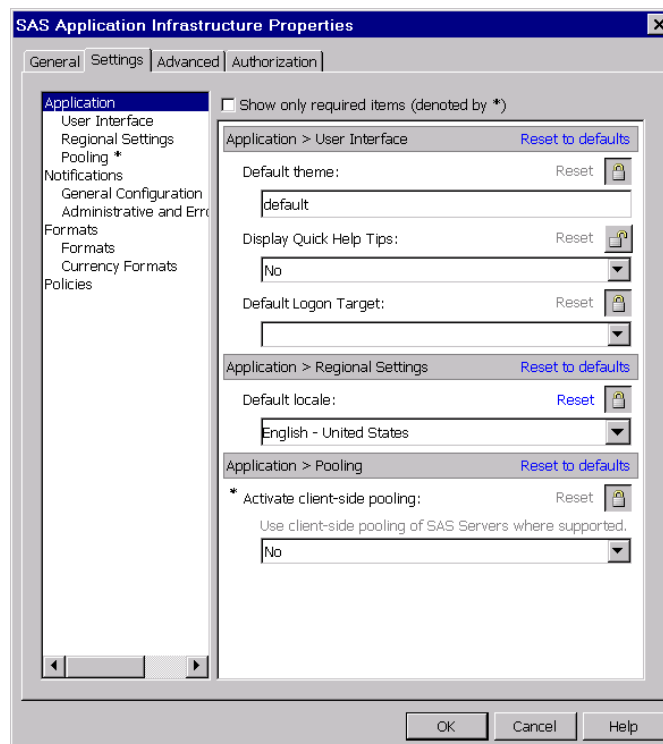 SAS Application Infrastructure Properties
General Settings Advanced Authorization
Application
User Interface
Regional Settings
Pooling *
Notifications
General Configuration
Administrative and Erro
Formats
Formats
Currency Formats
Policies
Show only required items (denoted by *)
Application > User Interface Reset to defaults
Default theme: Reset
default
Display Quick Help Tips: Reset
No
Default Logon Target: Reset
Application > Regional Settings Reset to defaults
Default locale: Reset
English - United States
Application > Pooling Reset to defaults
* Activate client-side pooling: Reset
Use client-side pooling of SAS Servers where supported.
No
OK Cancel Help